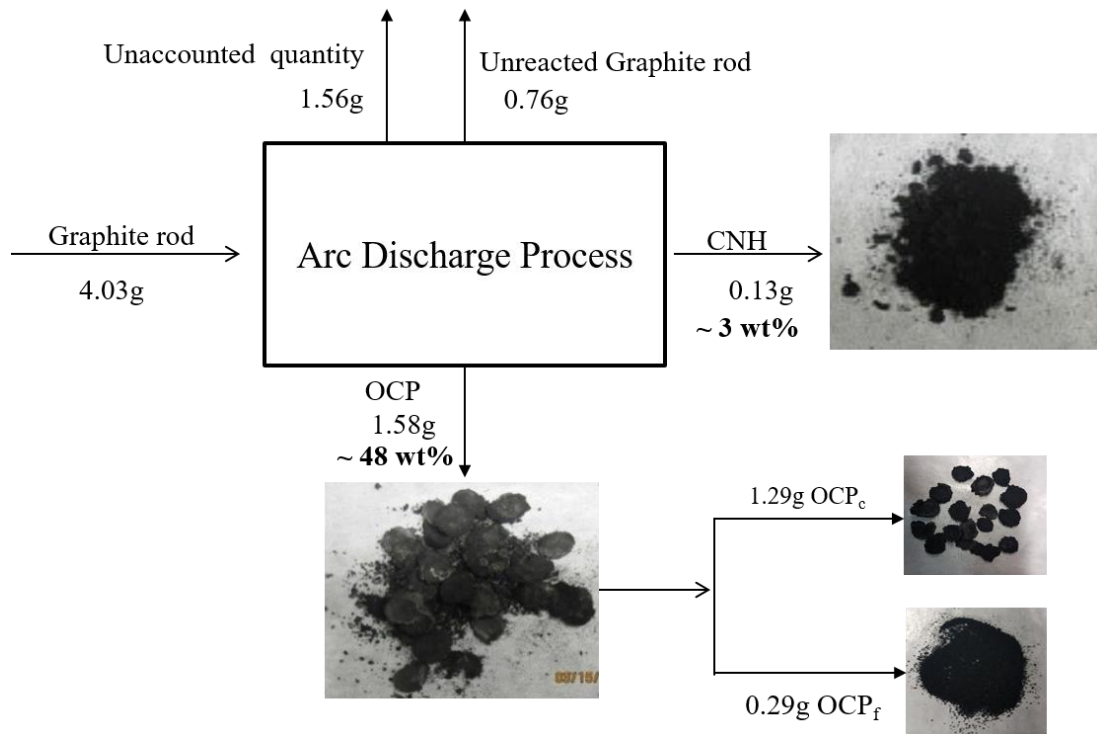 Unaccounted quantity
1.56g
Unreacted Graphite rod
0.76g
Graphite rod
4.03g
Arc Discharge Process
CNH
0.13g
~ 3 wt%
OCP
1.58g
~ 48 wt%
1.29g OCPc
0.29g OCPf